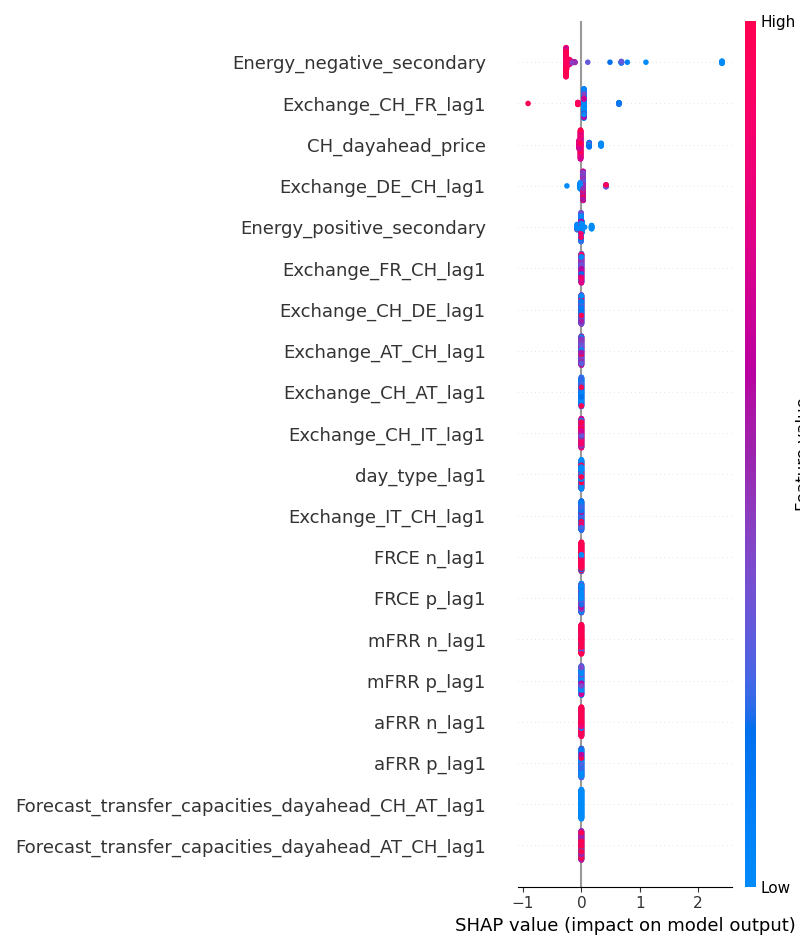 High
Energy_negative_secondary
Exchange_CH_FR_lag1
CH_dayahead_price
Exchange_DE_CH_lag1
Energy_positive_secondary
Exchange_FR_CH_lag1
Exchange_CH_DE_lag1
Exchange_AT_CH_lag1
Exchange_CH_AT_lag1
Exchange_CH_IT_lag1
day_type_lag1
Exchange_IT_CH_lag1
FRCE n_lag1
FRCE p_lag1
mFRR n_lag1
mFRR p_lag1
aFRR n_lag1
aFRR p_lag1
Forecast_transfer_capacities_dayahead_CH_AT_lag1
Forecast_transfer_capacities_dayahead_AT_CH_lag1
Low
−1 0 1 2
SHAP value (impact on model output)